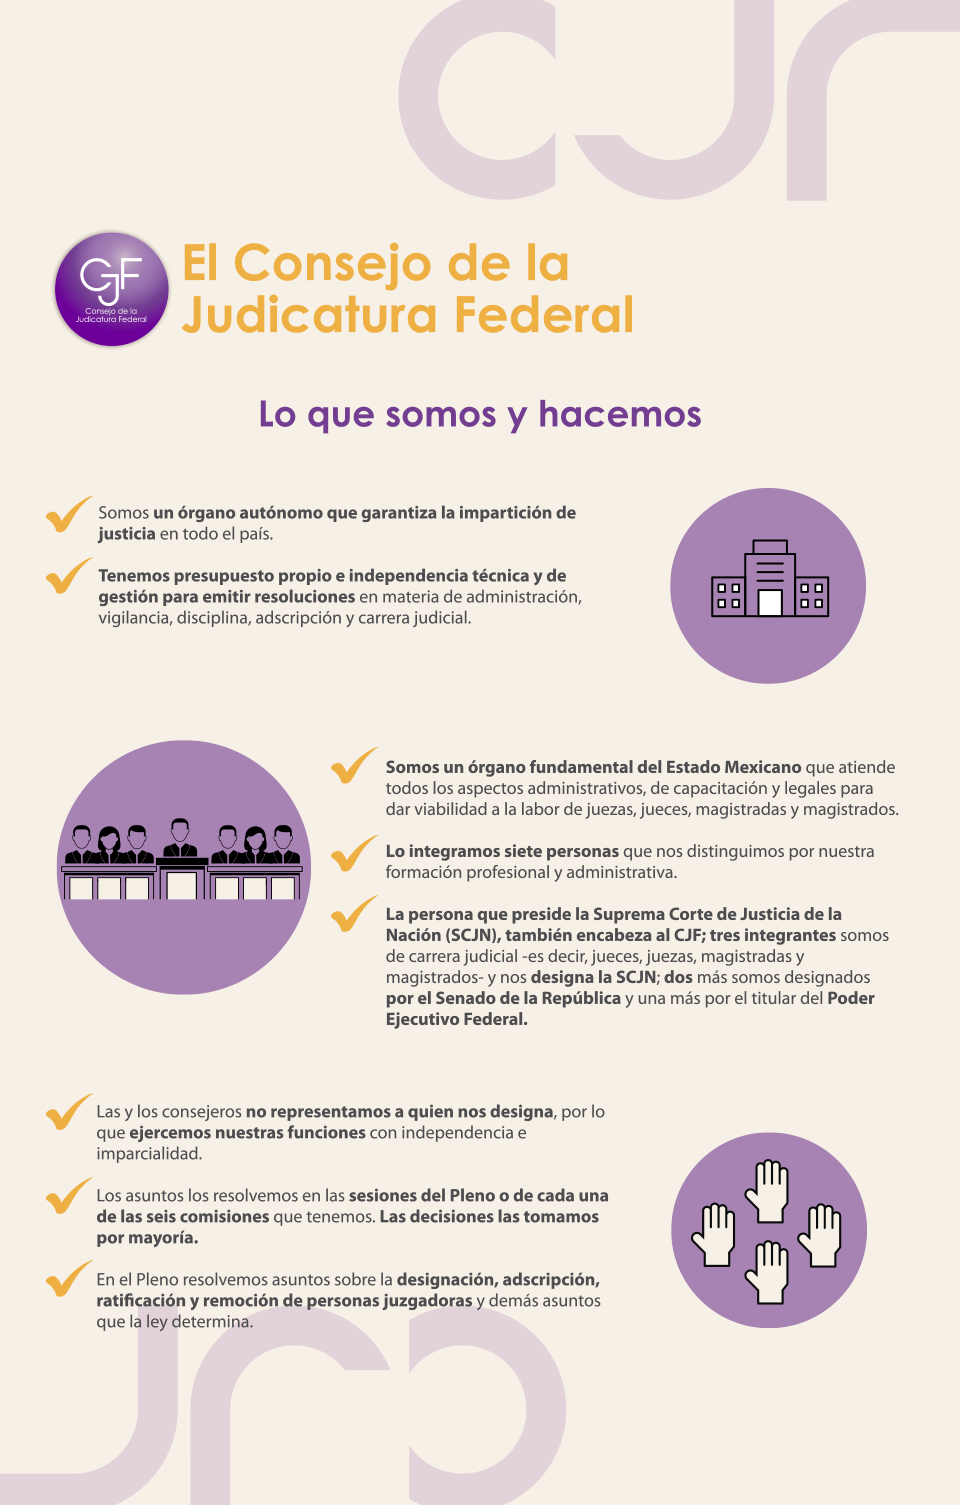 CJF
El Consejo de la
Judicatura Federal
CJF
Consejo de la
Judicatura Federal
Lo que somos y hacemos
Somos un órgano autónomo que garantiza la impartición de
justicia en todo el país.
Tenemos presupuesto propio e independencia técnica y de
gestión para emitir resoluciones en materia de administración,
vigilancia, disciplina, adscripción y carrera judicial.
Somos un órgano fundamental del Estado Mexicano que atiende
todos los aspectos administrativos, de capacitación y legales para
dar viabilidad a la labor de juezas, jueces, magistradas y magistrados.
Lo integramos siete personas que nos distinguimos por nuestra
formación profesional y administrativa.
La persona que preside la Suprema Corte de Justicia de la
Nación (SCJN), también encabeza al CJF; tres integrantes somos
de carrera judicial -es decir, jueces, juezas, magistradas y
magistrados- y nos designa la SCJN; dos más somos designados
por el Senado de la República y una más por el titular del Poder
Ejecutivo Federal.
Las y los consejeros no representamos a quien nos designa, por lo
que ejercemos nuestras funciones con independencia e
imparcialidad.
Los asuntos los resolvemos en las sesiones del Pleno o de cada una
de las seis comisiones que tenemos. Las decisiones las tomamos
por mayoría.
En el Pleno resolvemos asuntos sobre la designación, adscripción,
ratificación y remoción de personas juzgadoras y demás asuntos
que la ley determina.